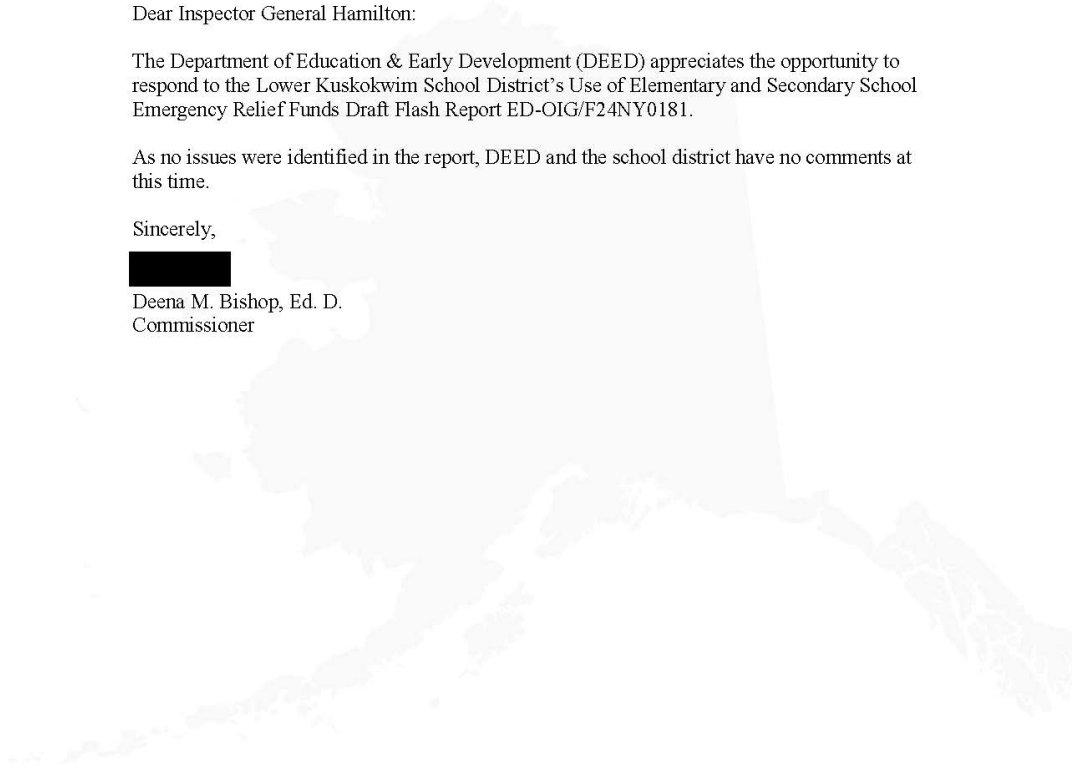 Dear Inspector General Hamilton:
The Department of Education & Early Development (DEED) appreciates the opportunity to
respond to the Lower Kuskokwim School District’s Use of Elementary and Secondary School
Emergency Relief Funds Draft Flash Report ED-OIG/F24NY0181.
As no issues were identified in the report, DEED and the school district have no comments at
this time.
Sincerely,
Deena M. Bishop, Ed. D.
Commissioner